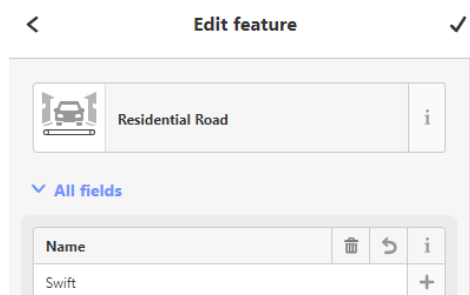 Edit feature
Residential Road
i
All fields
Name
i
Swift